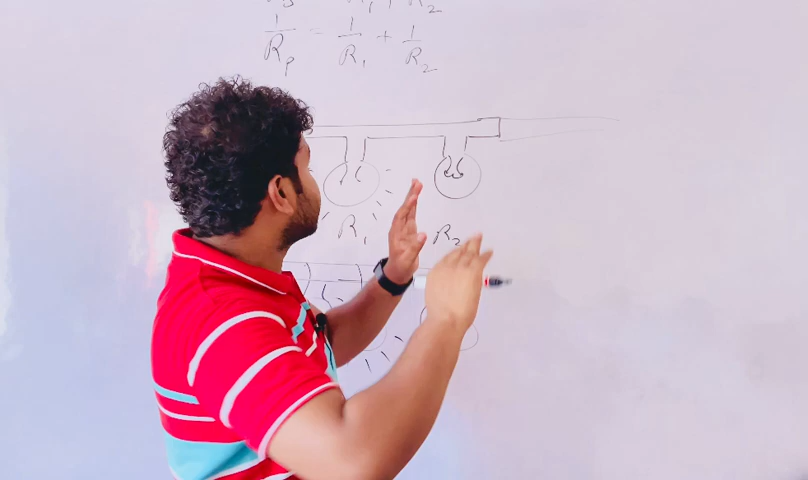 R₁ + R₂
1/Rₚ = 1/R₁ + 1/R₂
R₁ R₂